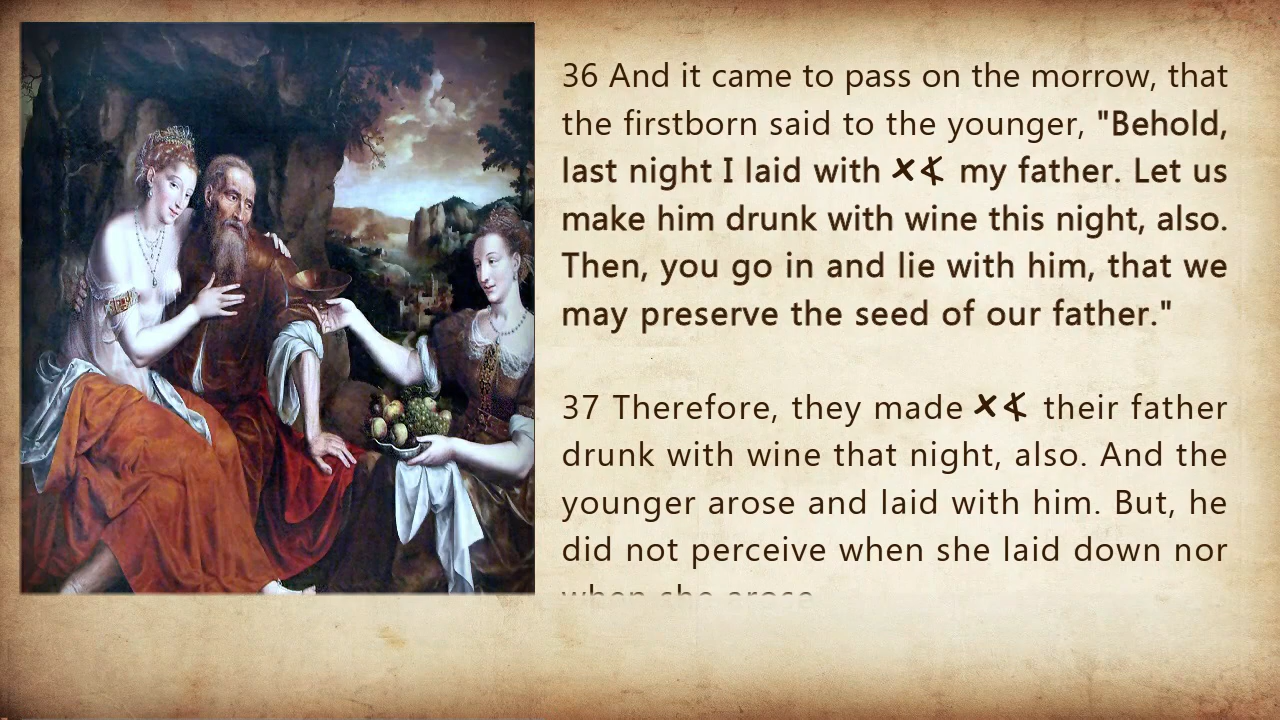 36 And it came to pass on the morrow, that
the firstborn said to the younger, "Behold,
last night I laid with 𐤀𐤕 my father. Let us
make him drunk with wine this night, also.
Then, you go in and lie with him, that we
may preserve the seed of our father."
37 Therefore, they made 𐤀𐤕 their father
drunk with wine that night, also. And the
younger arose and laid with him. But, he
did not perceive when she laid down nor
when she arose